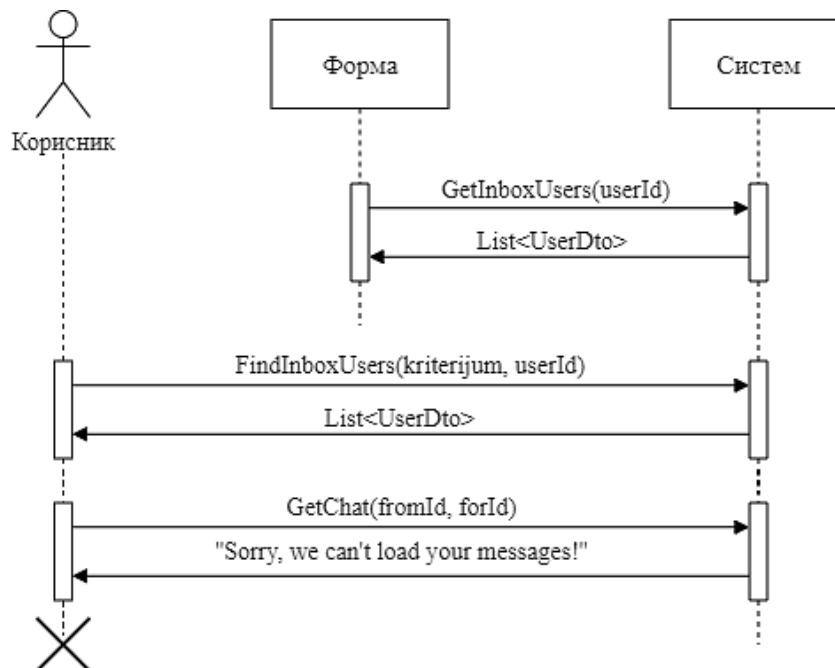 Форма
Систем
Корисник
GetInboxUsers(userId)
List<UserDto>
FindInboxUsers(kriterijum, userId)
List<UserDto>
GetChat(fromId, forId)
"Sorry, we can't load your messages!"